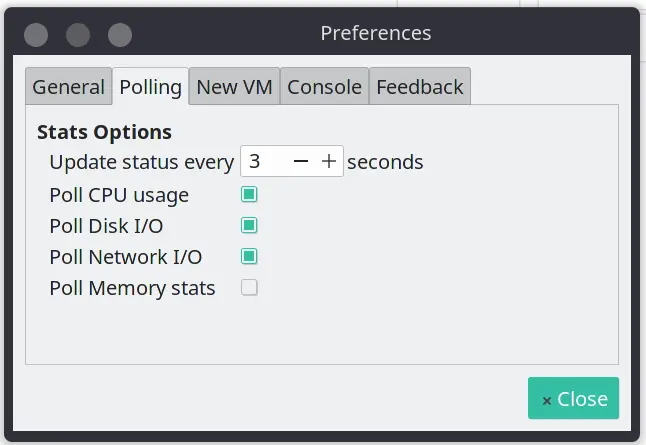 Preferences
General Polling New VM Console Feedback
Stats Options
Update status every 3 seconds
Poll CPU usage
Poll Disk I/O
Poll Network I/O
Poll Memory stats
Close